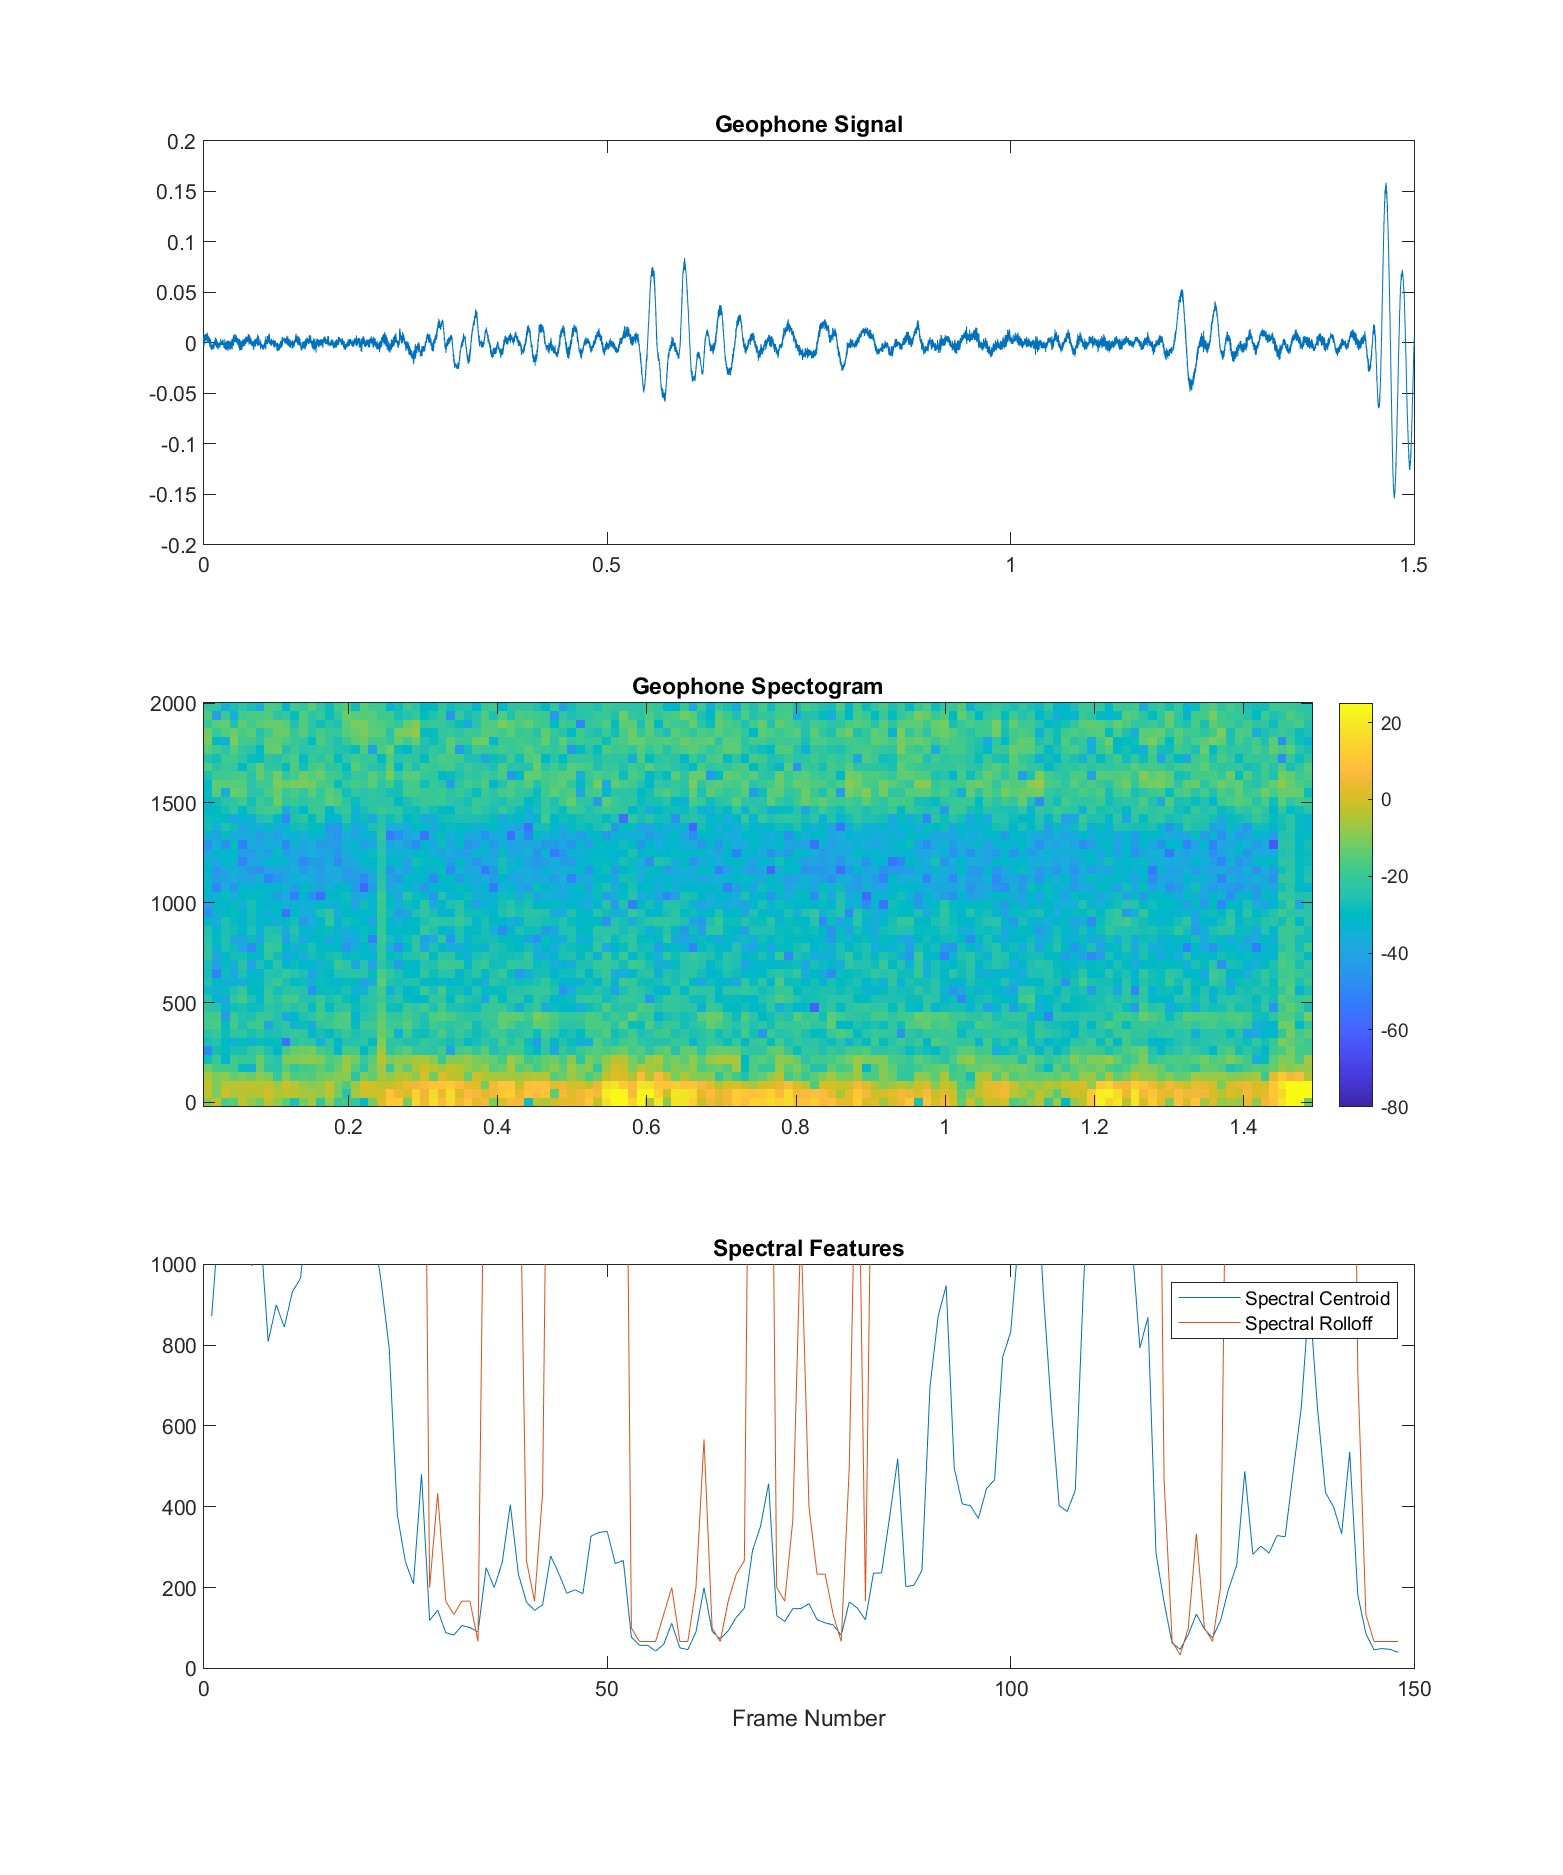 Geophone Signal
0.2
0.15
0.1
0.05
0
-0.05
-0.1
-0.15
-0.2
0 0.5 1 1.5
Geophone Spectogram
2000
1500
1000
500
0
0.2 0.4 0.6 0.8 1 1.2 1.4
20
0
-20
-40
-60
-80
Spectral Features
1000
800
600
400
200
0
Spectral Centroid
Spectral Rolloff
0 50 100 150
Frame Number